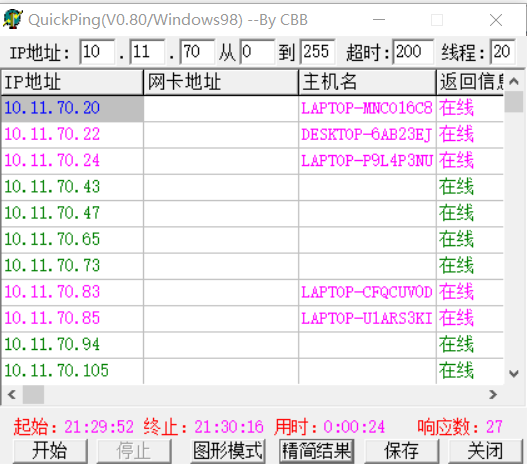 QuickPing(V0.80/Windows98) --By CBB
IP地址: 10 . 11 . 70 从 0 到 255 超时: 200 线程: 20
IP地址 网卡地址 主机名 返回信息
10.11.70.20 LAPTOP-MNCO16C8 在线
10.11.70.22 DESKTOP-6AB23EJ 在线
10.11.70.24 LAPTOP-P9L4P3NU 在线
10.11.70.43 在线
10.11.70.47 在线
10.11.70.65 在线
10.11.70.73 在线
10.11.70.83 LAPTOP-CFQCUVOD 在线
10.11.70.85 LAPTOP-U1ARS3KI 在线
10.11.70.94 在线
10.11.70.105 在线
起始: 21:29:52 终止: 21:30:16 用时: 0:00:24 响应数: 27
开始 停止 图形模式 精简结果 保存 关闭